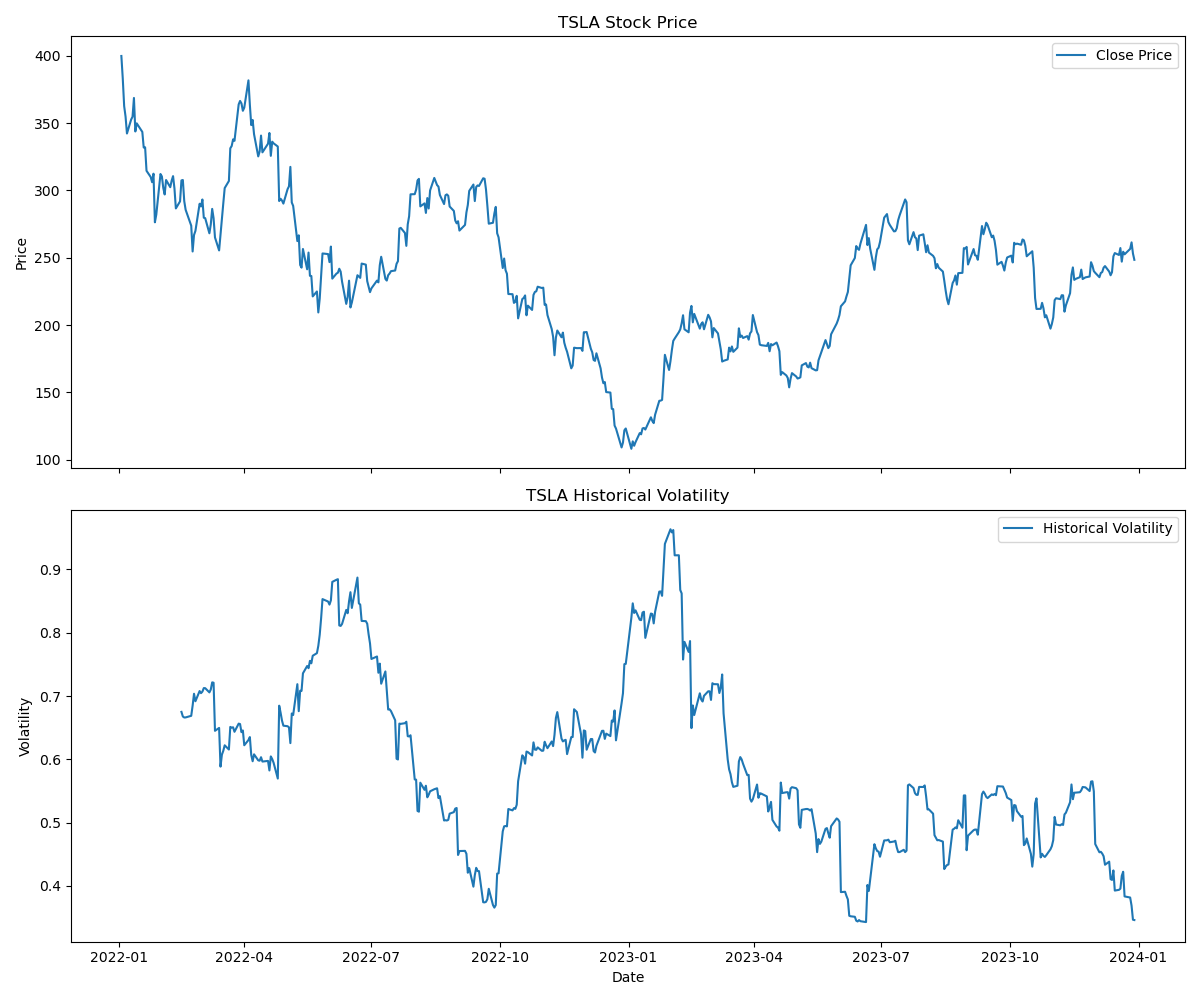 TSLA Stock Price
Close Price
Price
400
350
300
250
200
150
100
TSLA Historical Volatility
Historical Volatility
Volatility
0.9
0.8
0.7
0.6
0.5
0.4
2022-01 2022-04 2022-07 2022-10 2023-01 2023-04 2023-07 2023-10 2024-01
Date